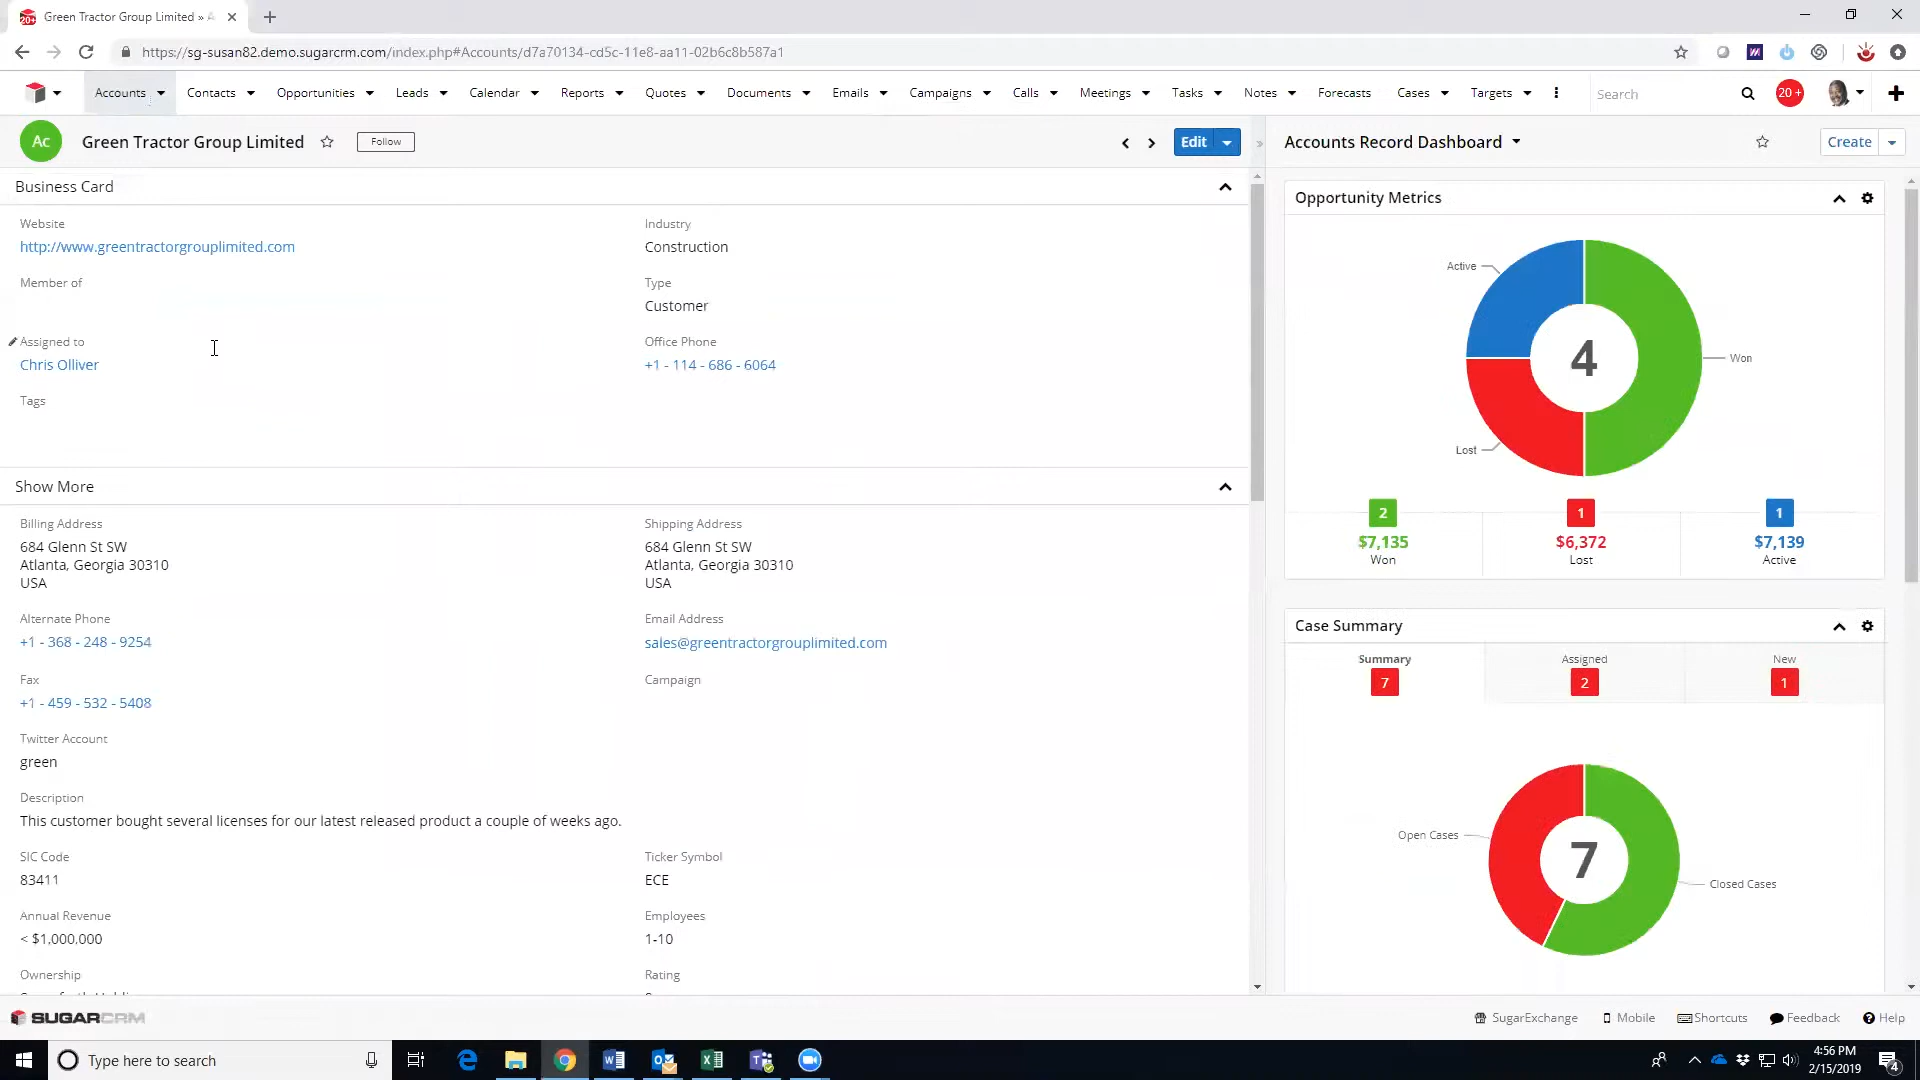 Green Tractor Group Limited » A
https://sg-susan82.demo.sugarcrm.com/index.php#Accounts/d7a70134-cd5c-11e8-aa11-02b6c8b587a1
Accounts Contacts Opportunities Leads Calendar Reports Quotes Documents Emails Campaigns Calls Meetings Tasks Notes Forecasts Cases Targets Search 20 +
Ac Green Tractor Group Limited Follow Edit
Accounts Record Dashboard Create
Business Card
Website
http://www.greentractorgrouplimited.com
Industry
Construction
Member of
Type
Customer
Assigned to
Chris Olliver
Office Phone
+1 - 114 - 686 - 6064
Tags
Show More
Billing Address
684 Glenn St SW
Atlanta, Georgia 30310
USA
Shipping Address
684 Glenn St SW
Atlanta, Georgia 30310
USA
Alternate Phone
+1 - 368 - 248 - 9254
Email Address
sales@greentractorgrouplimited.com
Fax
+1 - 459 - 532 - 5408
Campaign
Twitter Account
green
Description
This customer bought several licenses for our latest released product a couple of weeks ago.
SIC Code
83411
Ticker Symbol
ECE
Annual Revenue
< $1,000,000
Employees
1-10
Ownership
Rating
Opportunity Metrics
Active
4
Won
Lost
2 1 1
$7,135 $6,372 $7,139
Won Lost Active
Case Summary
Summary Assigned New
7 2 1
Open Cases
7
Closed Cases
SUGARCRM
SugarExchange Mobile Shortcuts Feedback Help
Type here to search
4:56 PM
2/15/2019
4